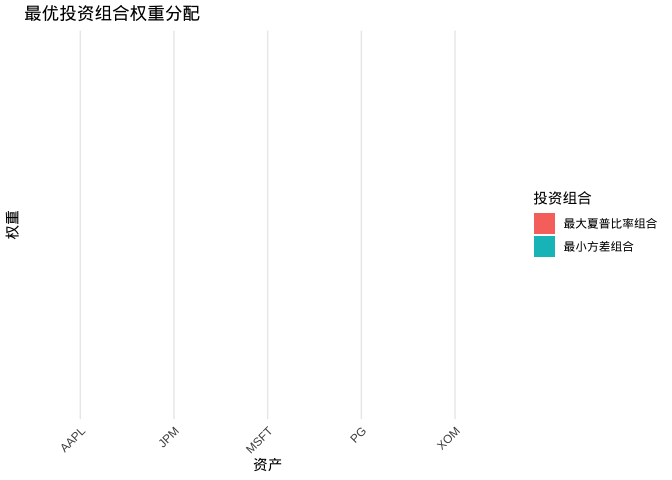 最优投资组合权重分配
权重
投资组合
最大夏普比率组合
最小方差组合
AAPL
JPM
MSFT
PG
XOM
资产